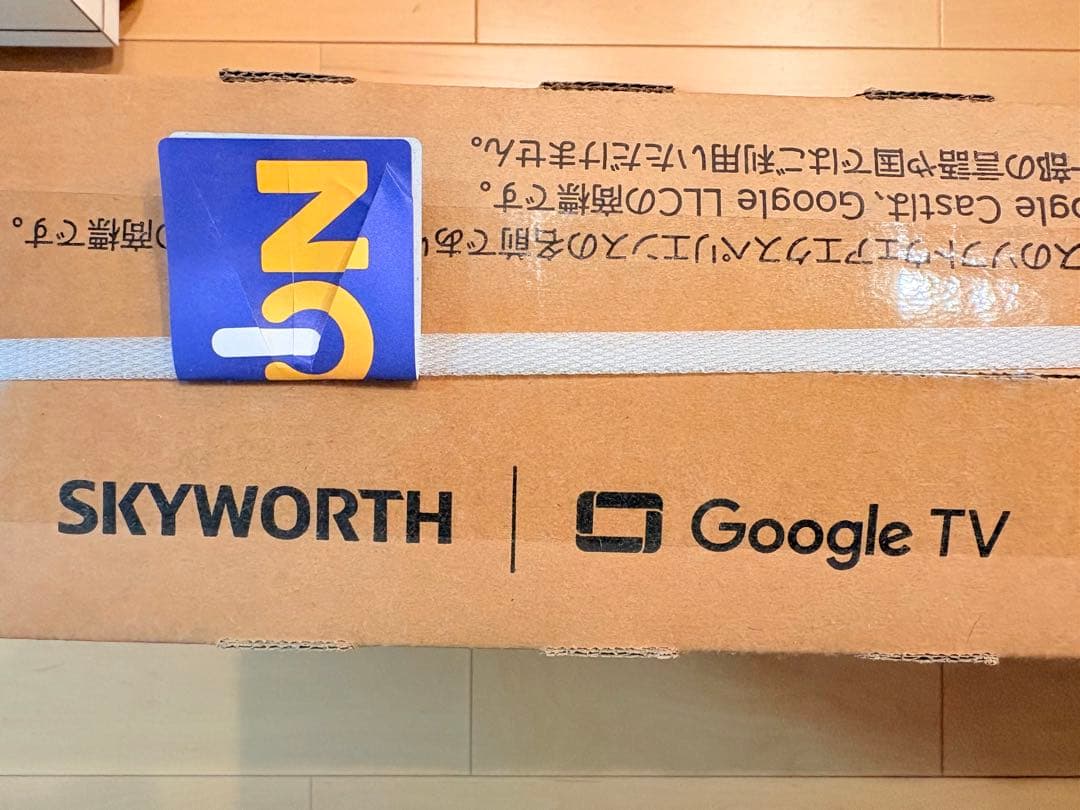 スのソフトウェアエクスペリエンスの名前であり
の商標です。
gle Castは、Google LLCの商標です。
部の言語や国ではご利用いただけません。
NO
SKYWORTH | Google TV